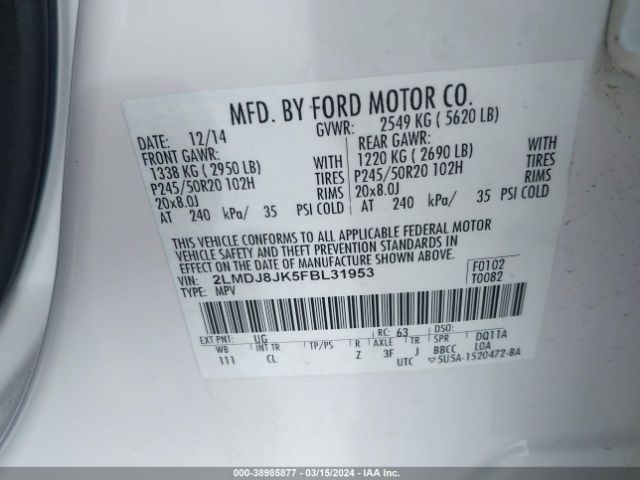 MFD. BY FORD MOTOR CO.
DATE: 12/14 GVWR: 2549 KG ( 5620 LB)
FRONT GAWR: REAR GAWR:
1338 KG ( 2950 LB) WITH 1220 KG ( 2690 LB) WITH
P245/50R20 102H TIRES P245/50R20 102H TIRES
20x8.0J RIMS 20x8.0J RIMS
AT 240 kPa/ 35 PSI COLD AT 240 kPa/ 35 PSI COLD
THIS VEHICLE CONFORMS TO ALL APPLICABLE FEDERAL MOTOR
VEHICLE SAFETY AND THEFT PREVENTION STANDARDS IN
EFFECT ON THE DATE OF MANUFACTURE SHOWN ABOVE.
VIN: 2LMDJ8JK5FBL31953 F0102
TYPE: MPV T0082
EXT PNT: UG RC: 63 DSO:
WB INT TR TP/PS R AXLE TR SPR DQ11A
111 CL Z 3F J BBCC LOA
UTC ▽5U5A-1520472-BA
000-38985877 - 03/15/2024 - IAAI.COM